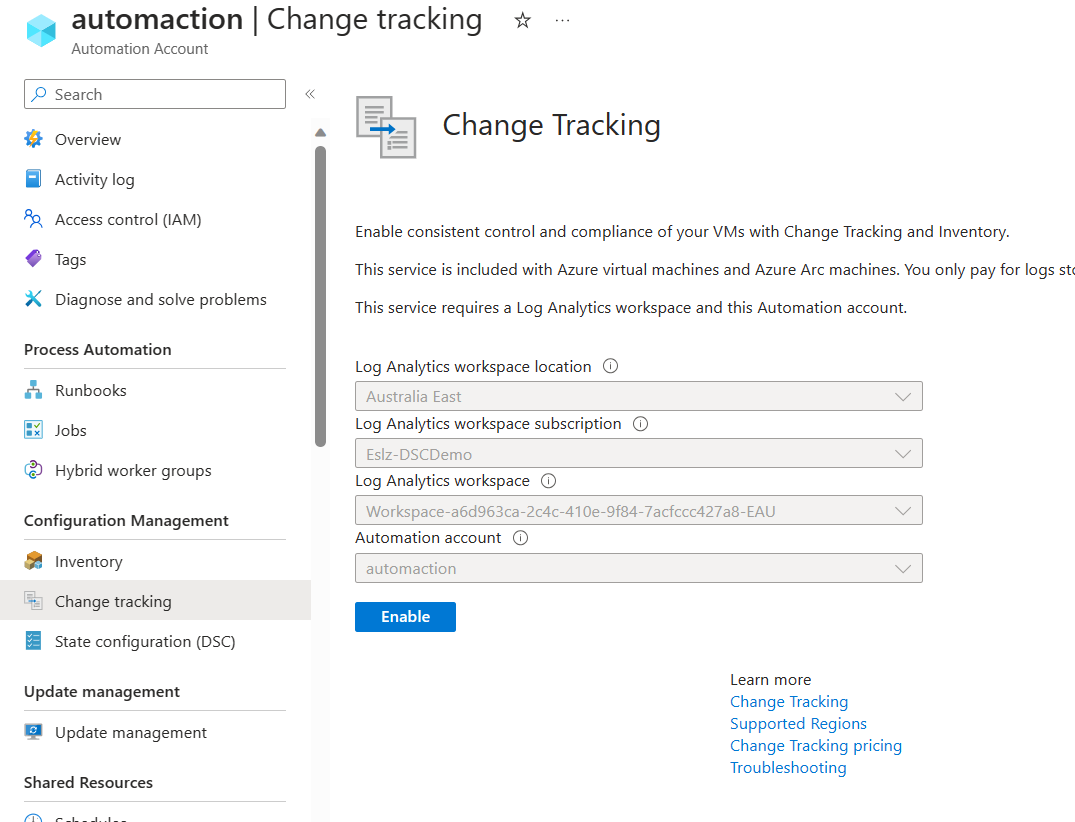 automaction | Change tracking
Automation Account
Search
Overview
Activity log
Access control (IAM)
Tags
Diagnose and solve problems
Process Automation
Runbooks
Jobs
Hybrid worker groups
Configuration Management
Inventory
Change tracking
State configuration (DSC)
Update management
Update management
Shared Resources
Schedules
Change Tracking
Enable consistent control and compliance of your VMs with Change Tracking and Inventory.
This service is included with Azure virtual machines and Azure Arc machines. You only pay for logs sto
This service requires a Log Analytics workspace and this Automation account.
Log Analytics workspace location
Australia East
Log Analytics workspace subscription
Eslz-DSCDemo
Log Analytics workspace
Workspace-a6d963ca-2c4c-410e-9f84-7acfccc427a8-EAU
Automation account
automaction
Enable
Learn more
Change Tracking
Supported Regions
Change Tracking pricing
Troubleshooting